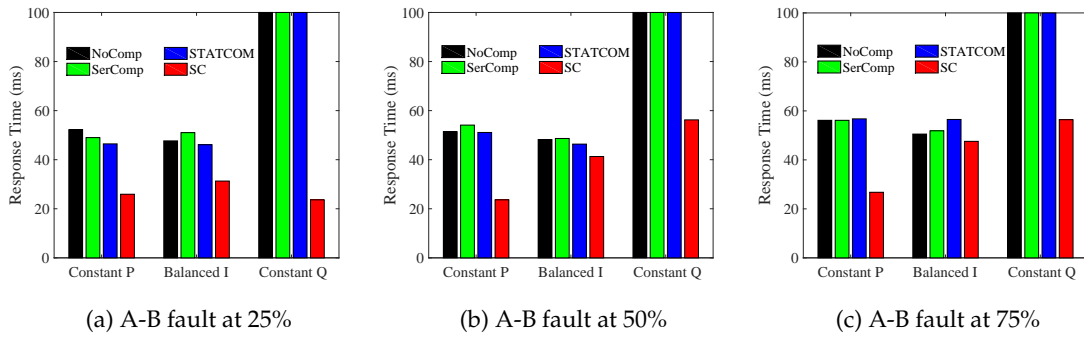 100
80
60
40
20
0
Response Time (ms)
NoComp
SerComp
STATCOM
SC
Constant P
Balanced I
Constant Q
(a) A-B fault at 25%
100
80
60
40
20
0
Response Time (ms)
NoComp
SerComp
STATCOM
SC
Constant P
Balanced I
Constant Q
(b) A-B fault at 50%
100
80
60
40
20
0
Response Time (ms)
NoComp
SerComp
STATCOM
SC
Constant P
Balanced I
Constant Q
(c) A-B fault at 75%